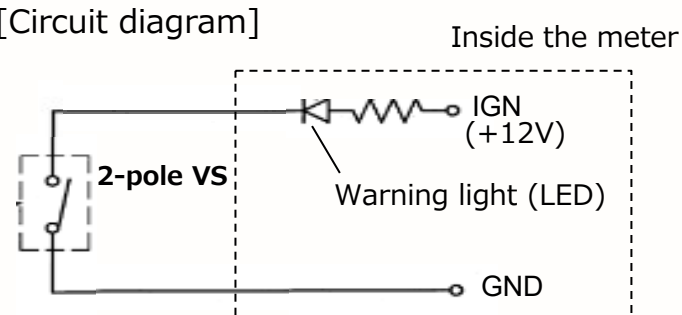 [Circuit diagram]
Inside the meter
IGN
(+12V)
2-pole VS
Warning light (LED)
GND